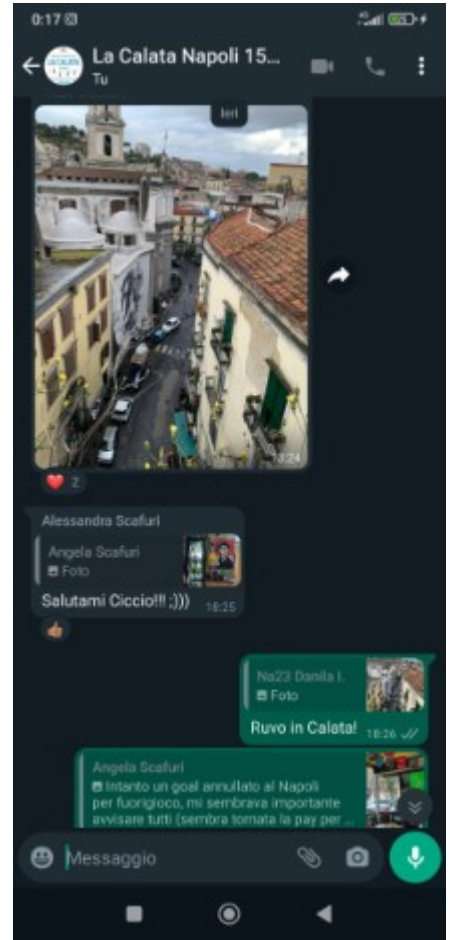 0:17
La Calata Napoli 15...
Tu
Ieri
18:24
2
Alessandra Scafuri
Angela Scafuri
Foto
Salutami Ciccio!!! ;)))
18:25
Na23 Danila I.
Foto
Ruvo in Calata!
18:26
Angela Scafuri
Intanto un goal annullato al Napoli
per fuorigioco, mi sembrava importante
avvisare tutti (sembra tornata la pay per ...
Messaggio